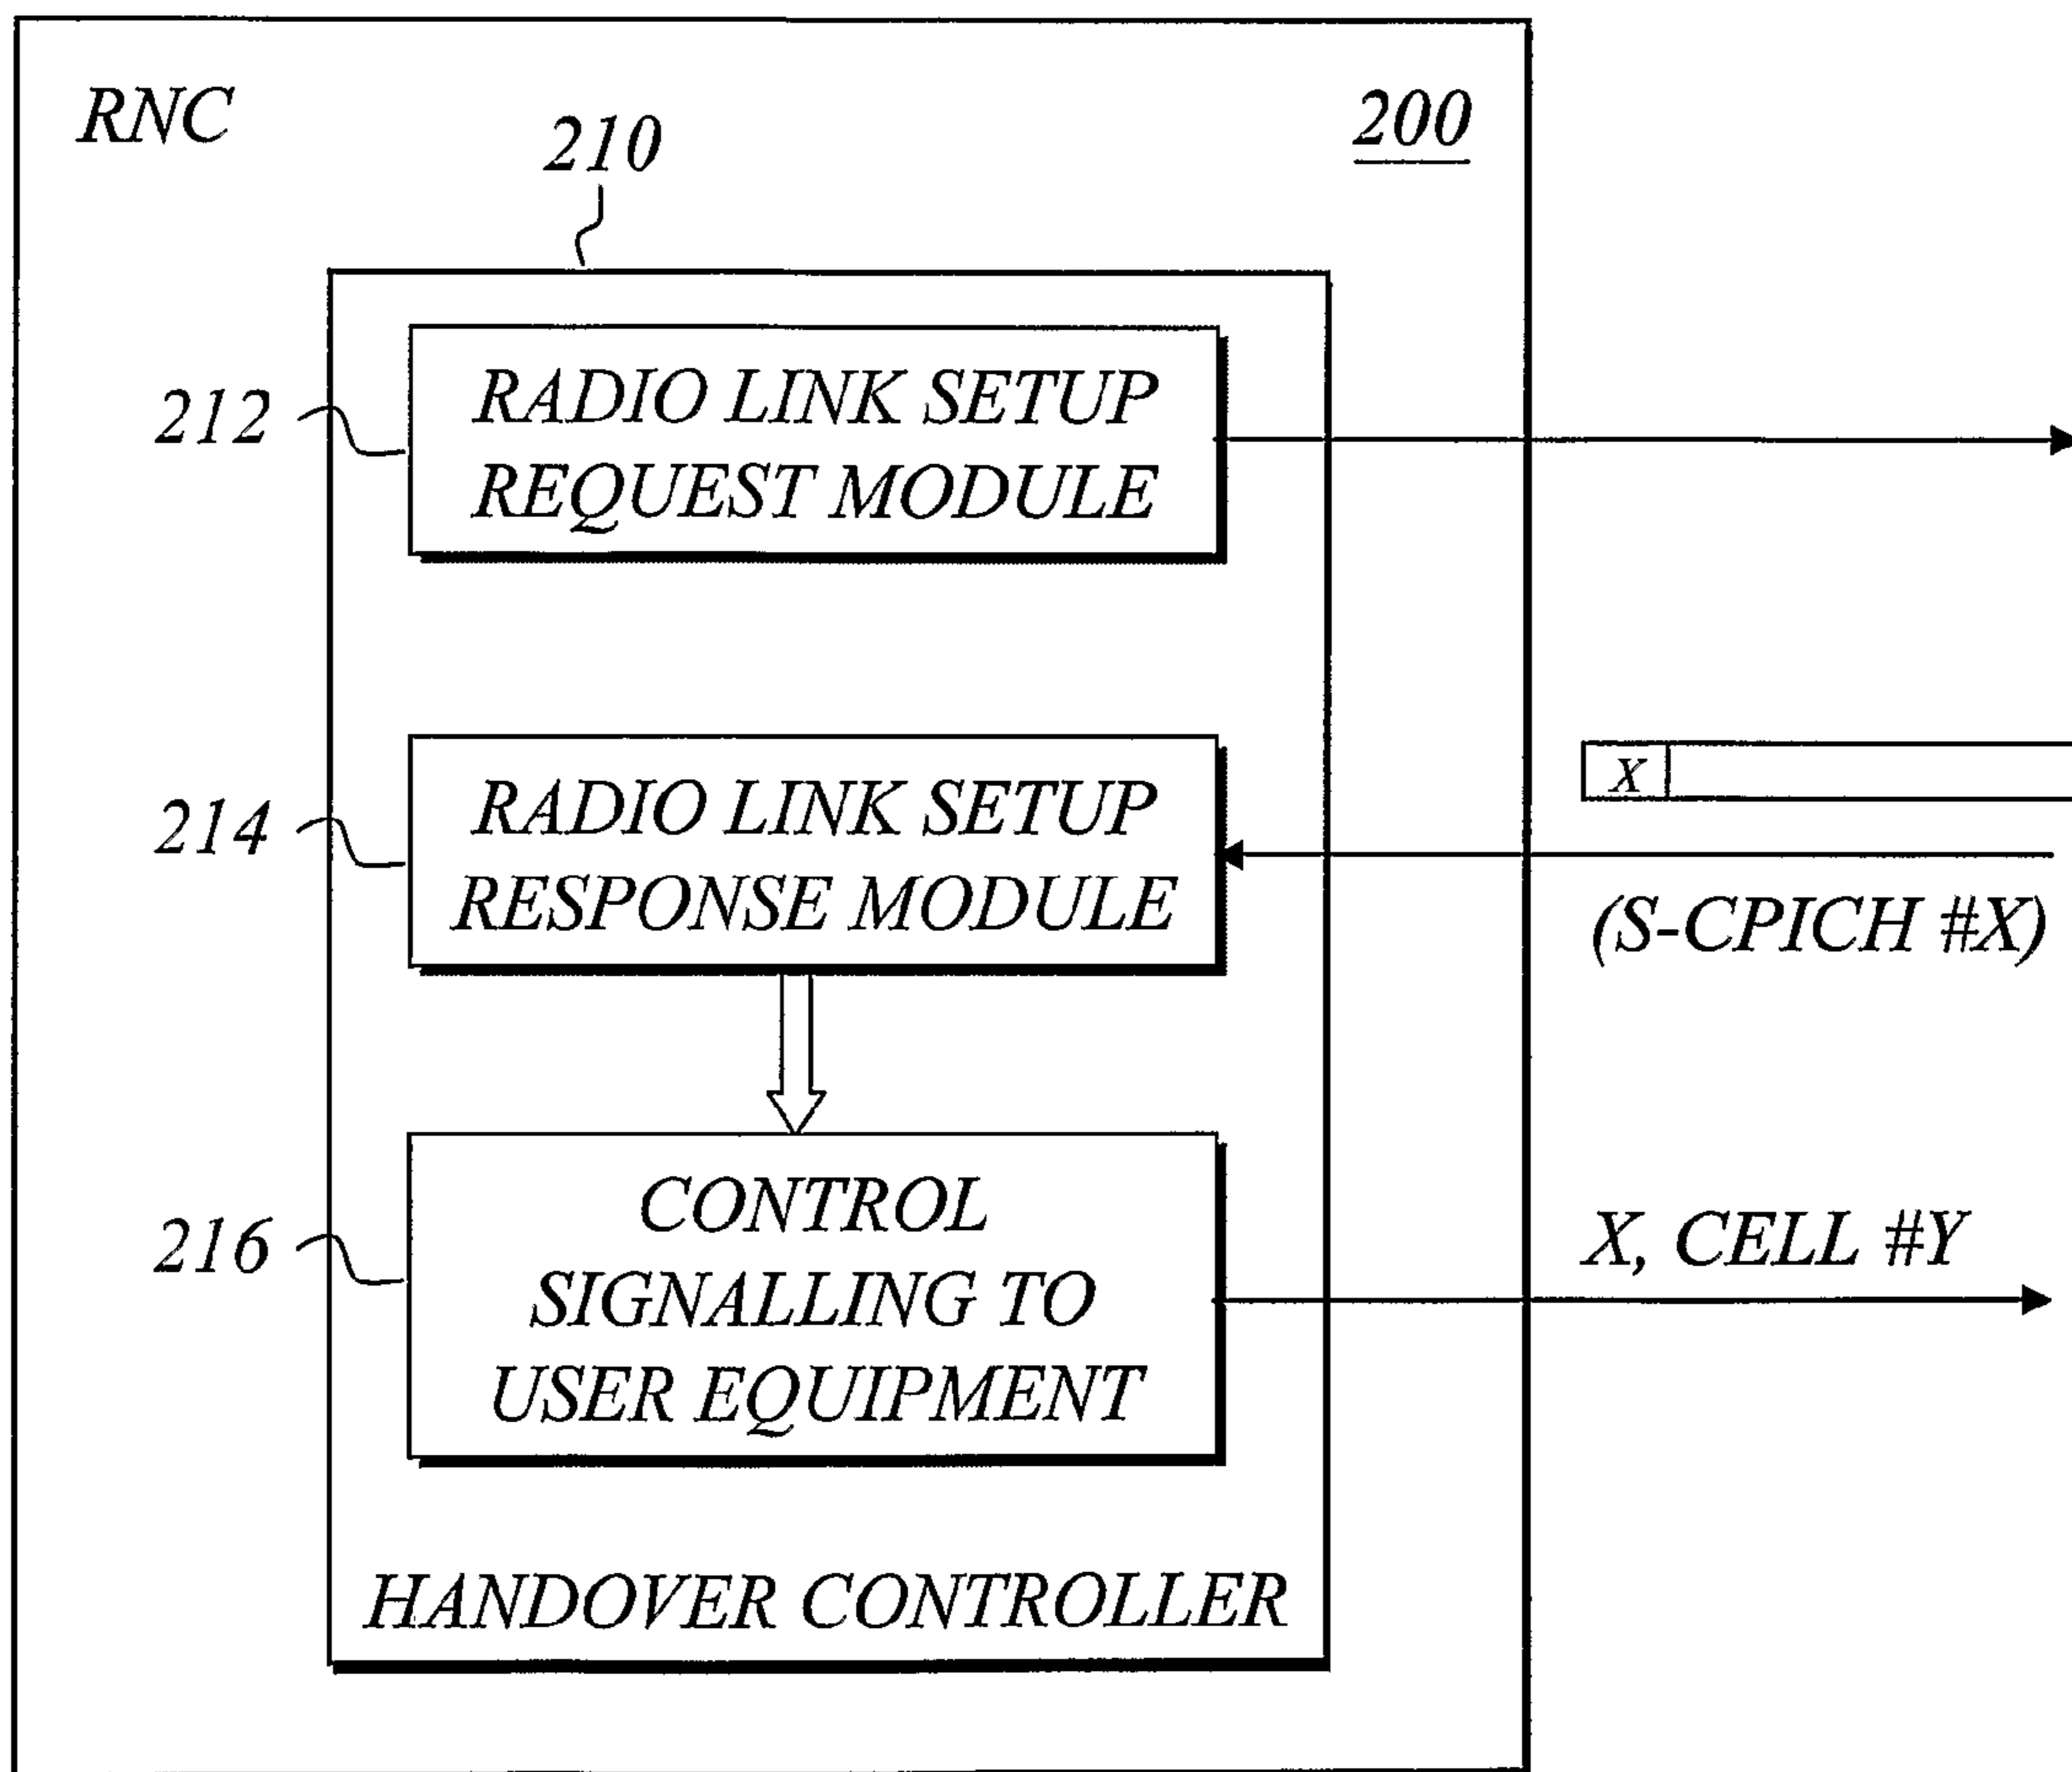 RNC
200
210
212
RADIO LINK SETUP
REQUEST MODULE
X
214
RADIO LINK SETUP
RESPONSE MODULE
(S-CPICH #X)
216
CONTROL
SIGNALLING TO
USER EQUIPMENT
X, CELL #Y
HANDOVER CONTROLLER